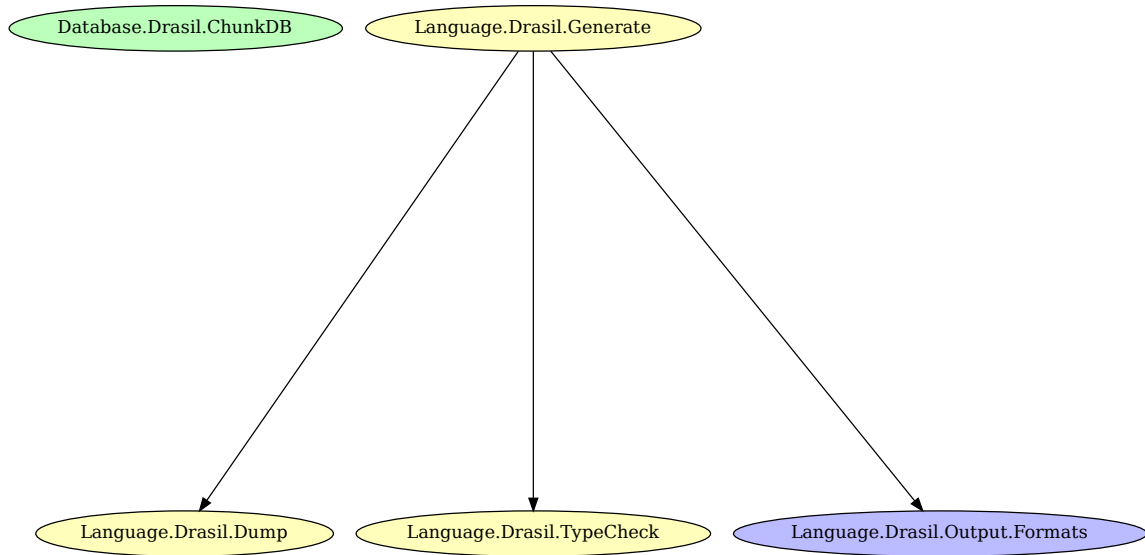 Database.Drasil.ChunkDB
Language.Drasil.Generate
Language.Drasil.Dump
Language.Drasil.TypeCheck
Language.Drasil.Output.Formats